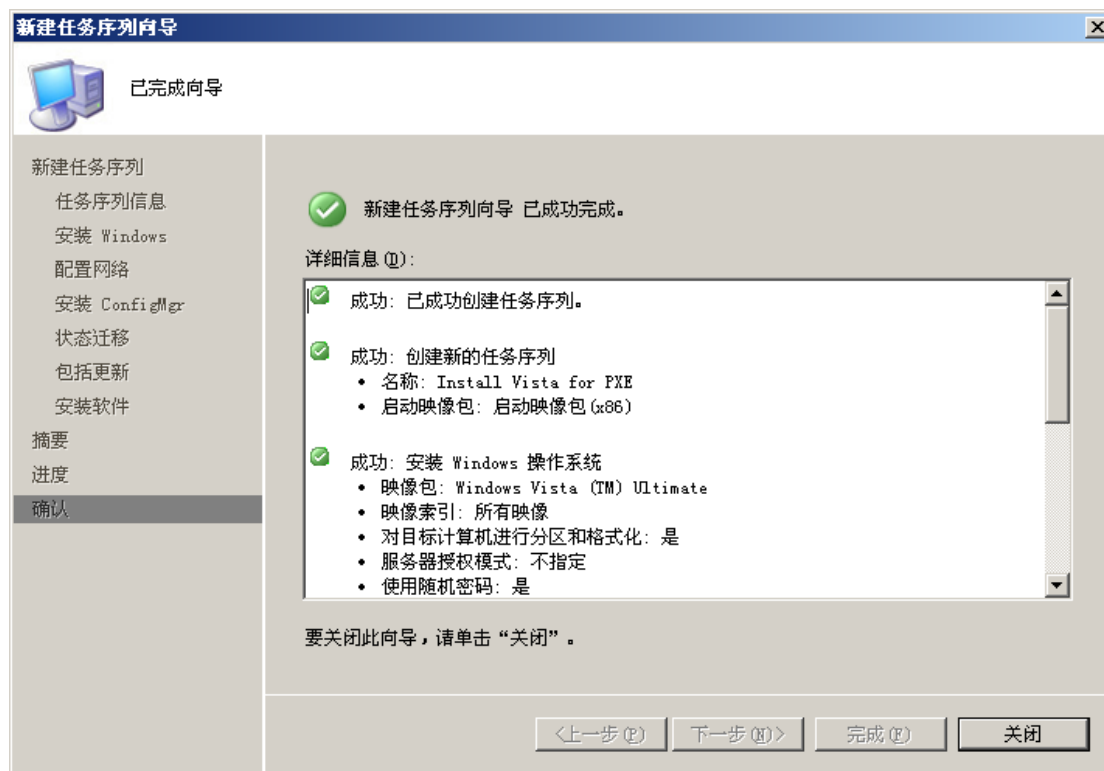 新建任务序列向导
已完成向导
新建任务序列
任务序列信息
安装 Windows
配置网络
安装 ConfigMgr
状态迁移
包括更新
安装软件
摘要
进度
确认
新建任务序列向导 已成功完成。
详细信息(D):
成功: 已成功创建任务序列。
成功: 创建新的任务序列
• 名称: Install Vista for PXE
• 启动映像包: 启动映像包(x86)
成功: 安装 Windows 操作系统
• 映像包: Windows Vista (TM) Ultimate
• 映像索引: 所有映像
• 对目标计算机进行分区和格式化: 是
• 服务器授权模式: 不指定
• 使用随机密码: 是
要关闭此向导，请单击“关闭”。
<上一步(P) 下一步(N)> 完成(F) 关闭